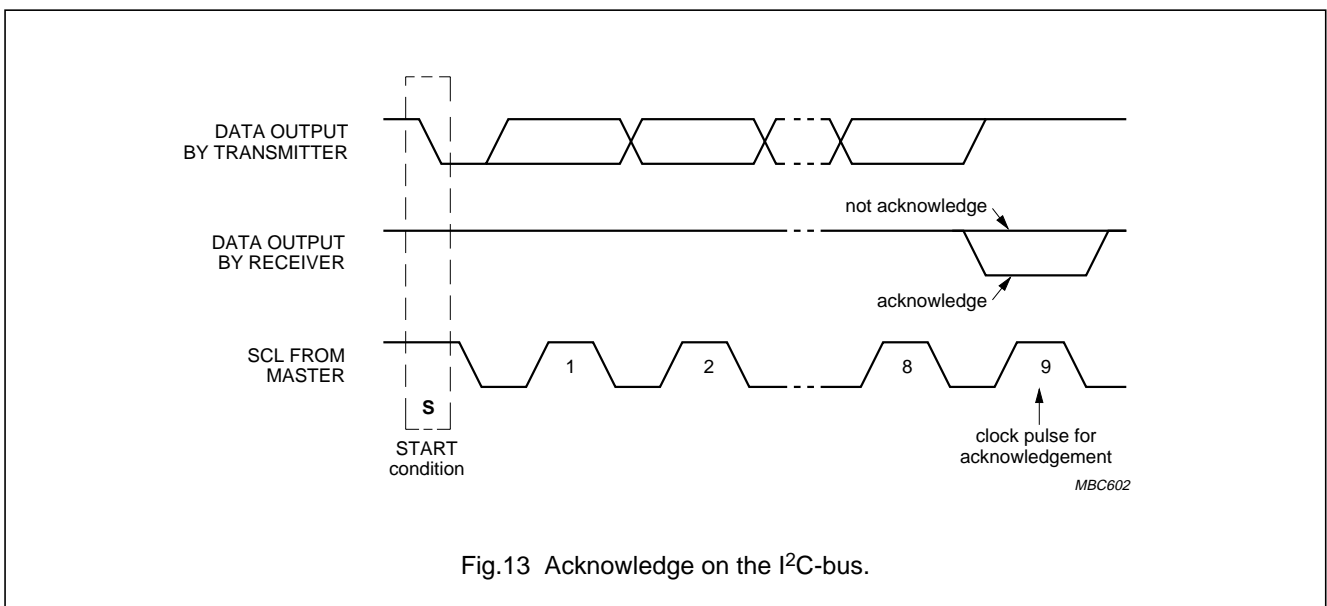 DATA OUTPUT
BY TRANSMITTER
not acknowledge
DATA OUTPUT
BY RECEIVER
acknowledge
SCL FROM
MASTER
1
2
8
9
S
START
condition
clock pulse for
acknowledgement
MBC602
Fig.13 Acknowledge on the I²C-bus.